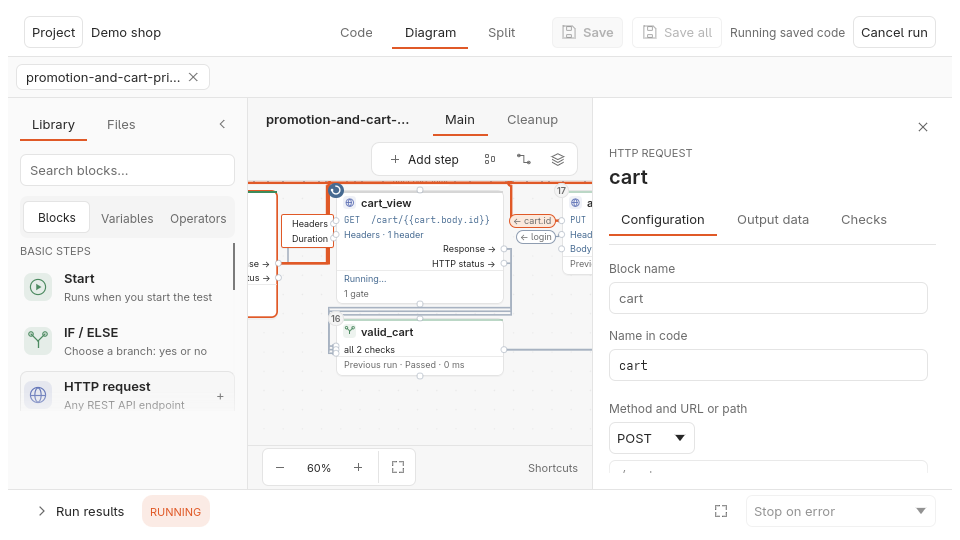 Project
Demo shop
Code
Diagram
Split
Save
Save all
Running saved code
Cancel run
promotion-and-cart-pri...
Library
Files
Search blocks...
Blocks
Variables
Operators
BASIC STEPS
Start
Runs when you start the test
IF / ELSE
Choose a branch: yes or no
HTTP request
Any REST API endpoint
+
promotion-and-cart-...
Main
Cleanup
Add step
Headers
Duration
cart_view
GET /cart/{{cart.body.id}}
Headers · 1 header
Response →
HTTP status →
Running...
1 gate
← cart.id
← login
17
PUT
Body
16
valid_cart
all 2 checks
Previous run · Passed · 0 ms
− 60% +
Shortcuts
HTTP REQUEST
cart
Configuration
Output data
Checks
Block name
cart
Name in code
cart
Method and URL or path
POST
Run results
RUNNING
Stop on error